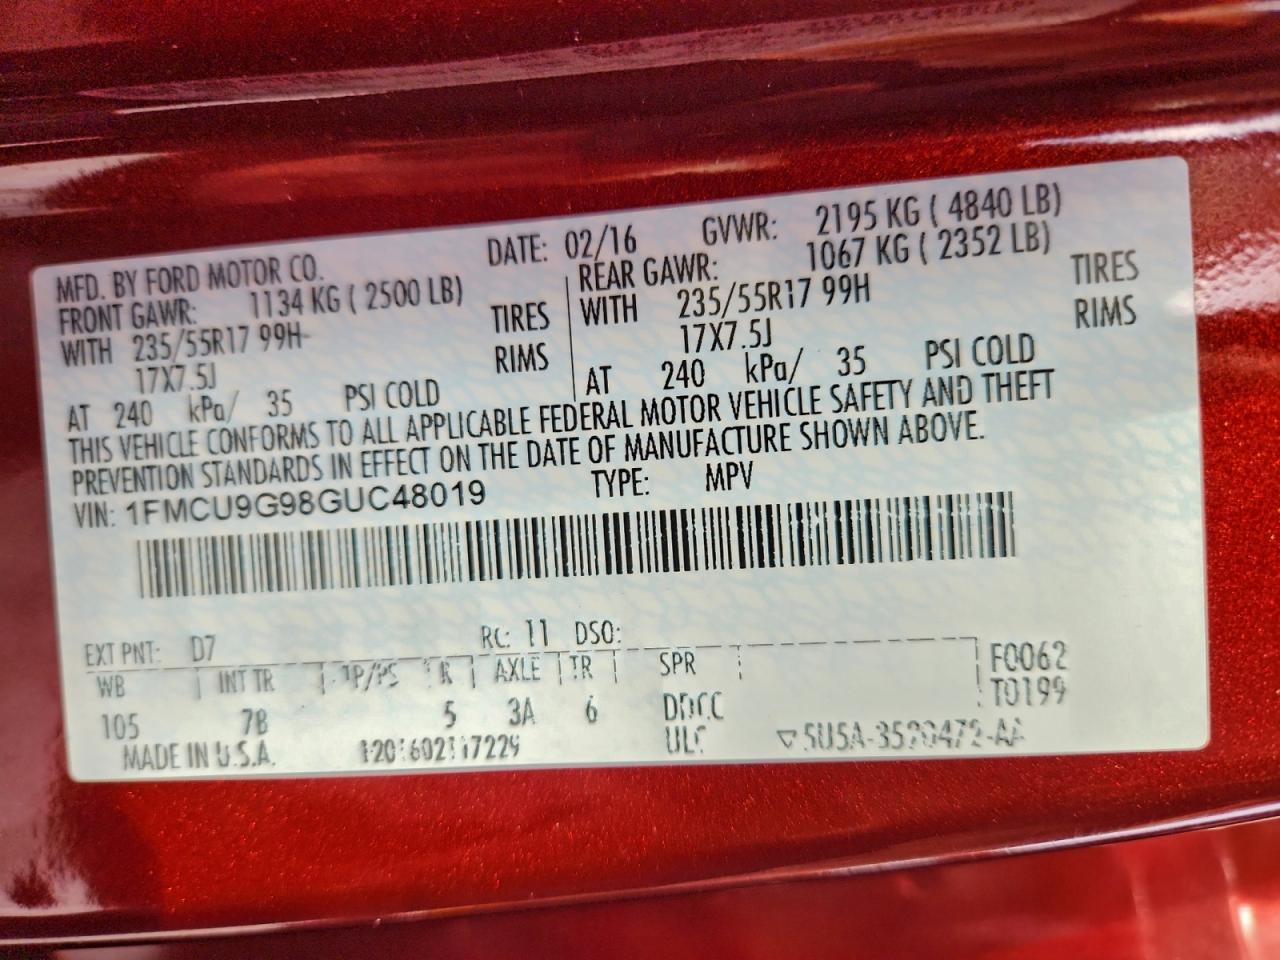 MFD. BY FORD MOTOR CO. DATE: 02/16 GVWR: 2195 KG ( 4840 LB)
FRONT GAWR: 1134 KG ( 2500 LB) REAR GAWR: 1067 KG ( 2352 LB)
WITH 235/55R17 99H TIRES WITH 235/55R17 99H TIRES
17X7.5J RIMS 17X7.5J RIMS
AT 240 kPa/ 35 PSI COLD AT 240 kPa/ 35 PSI COLD
THIS VEHICLE CONFORMS TO ALL APPLICABLE FEDERAL MOTOR VEHICLE SAFETY AND THEFT
PREVENTION STANDARDS IN EFFECT ON THE DATE OF MANUFACTURE SHOWN ABOVE.
VIN: 1FMCU9G98GUC48019 TYPE: MPV
EXT PNT: D7 RC: 11 DSO:
WB INT TR TP/PS R AXLE TR SPR F0062
T0199
105 7B 5 3A 6
MADE IN U.S.A.